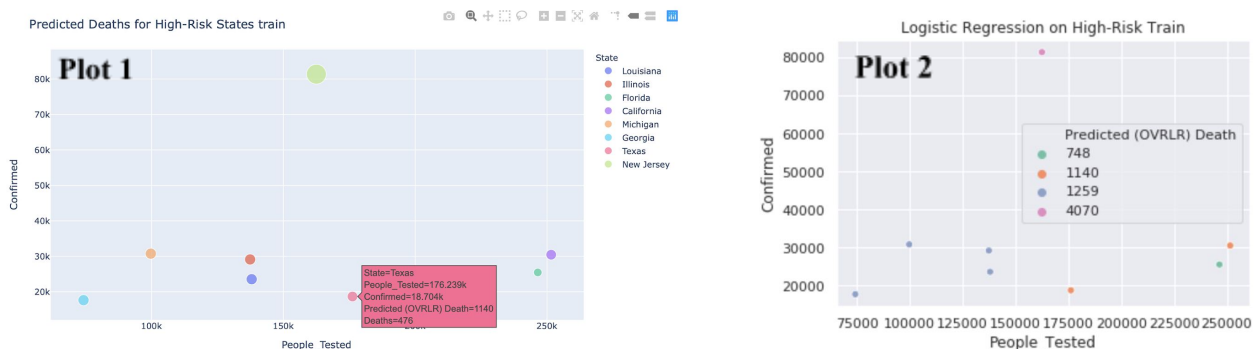 Predicted Deaths for High-Risk States train
Plot 1
Confirmed
80k
70k
60k
50k
40k
30k
20k
100k
150k
250k
People_Tested
State=Texas
People_Tested=176.239k
Confirmed=18.704k
Predicted (OVRLR) Death=1140
Deaths=476
State
Louisiana
Illinois
Florida
California
Michigan
Georgia
Texas
New Jersey
Logistic Regression on High-Risk Train
Plot 2
Confirmed
80000
70000
60000
50000
40000
30000
20000
Predicted (OVRLR) Death
748
1140
1259
4070
75000 100000 125000 150000 175000 200000 225000 250000
People_Tested